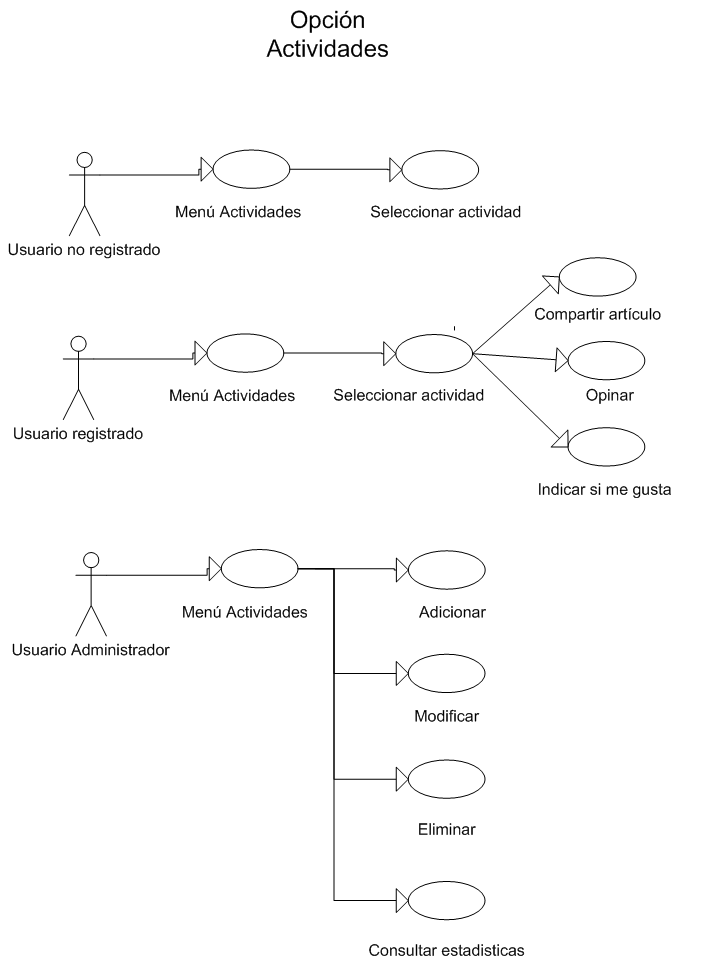 Opción
Actividades
Menú Actividades
Seleccionar actividad
Usuario no registrado
Compartir artículo
Menú Actividades
Seleccionar actividad
Opinar
Usuario registrado
Indicar si me gusta
Menú Actividades
Adicionar
Usuario Administrador
Modificar
Eliminar
Consultar estadisticas